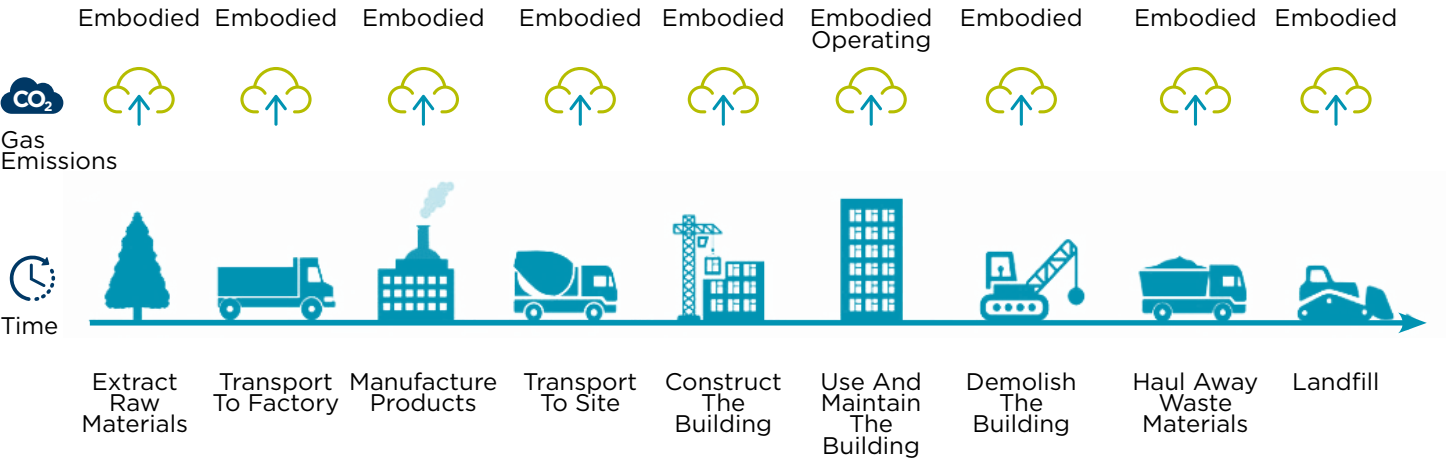 Embodied Embodied Embodied Embodied Embodied Embodied Embodied Embodied Embodied
Operating
CO₂
Gas
Emissions
Time
Extract
Raw
Materials
Transport
To Factory
Manufacture
Products
Transport
To Site
Construct
The
Building
Use And
Maintain
The
Building
Demolish
The
Building
Haul Away
Waste
Materials
Landfill